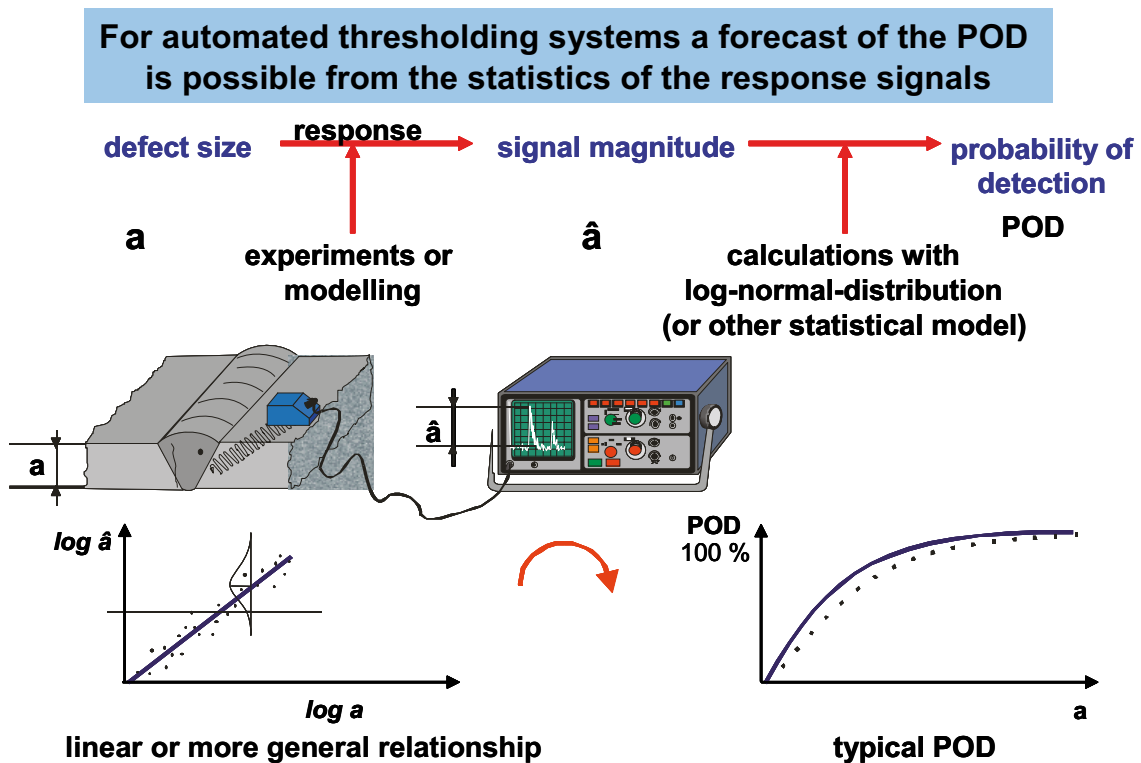 For automated thresholding systems a forecast of the POD
is possible from the statistics of the response signals
response
defect size
signal magnitude
probability of
detection
a
â
POD
experiments or
modelling
calculations with
log-normal-distribution
(or other statistical model)
a
â
log â
log a
linear or more general relationship
POD
100 %
a
typical POD